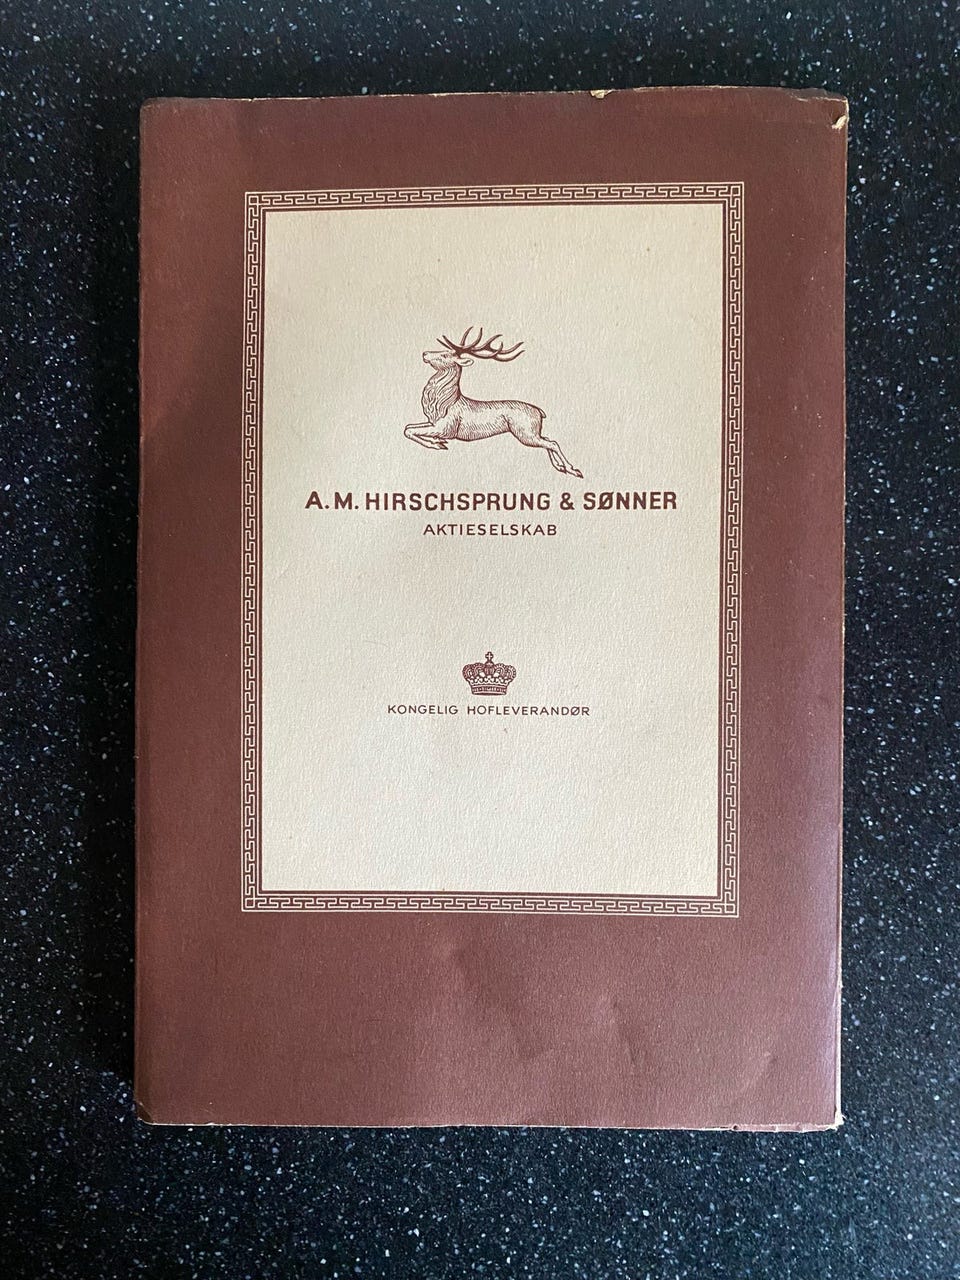 A.M. HIRSCHSPRUNG & SØNNER
AKTIESELSKAB
KONGELIG HOFLEVERANDØR